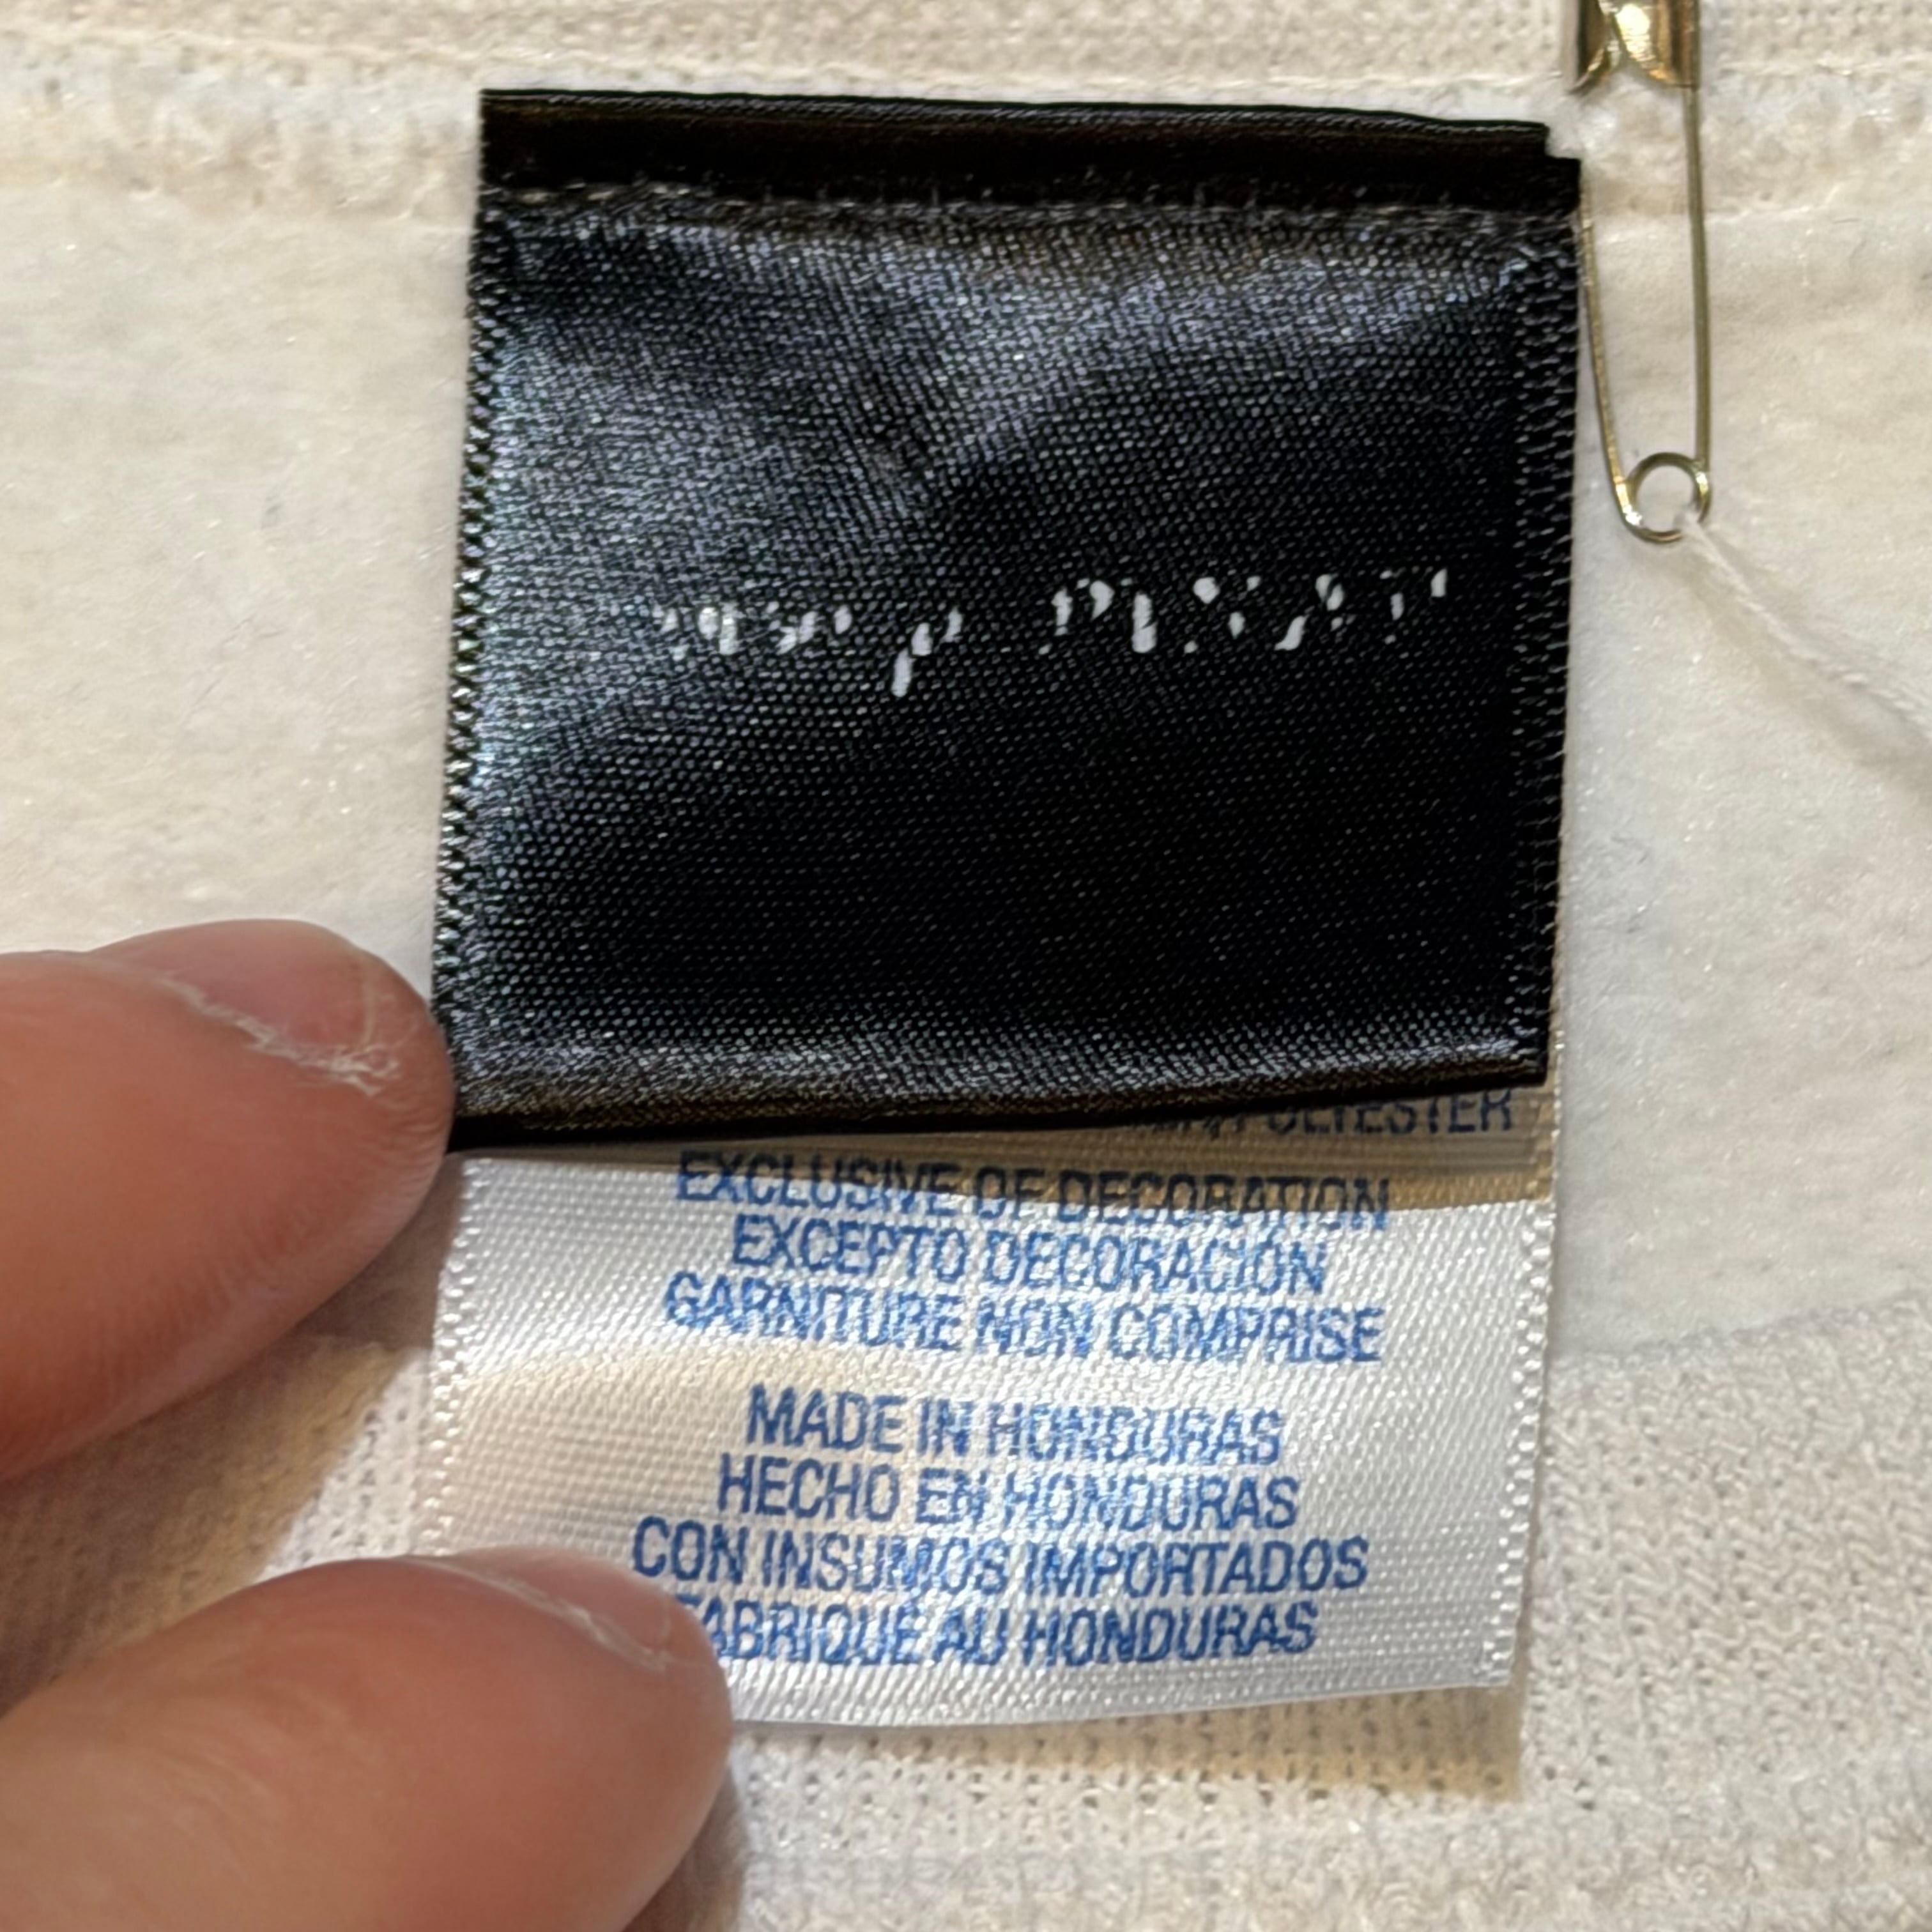 POLYESTER
EXCLUSIVE OF DECORATION
EXCEPTO DECORACIÓN
GARNITURE NON COMPRISE
MADE IN HONDURAS
HECHO EN HONDURAS
CON INSUMOS IMPORTADOS
FABRIQUE AU HONDURAS